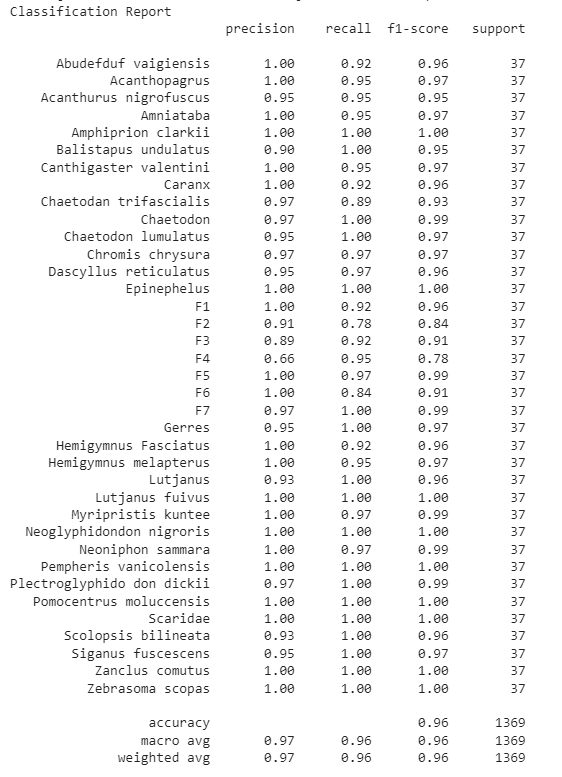 Classification Report
precision recall f1-score support
Abudefduf vaigiensis 1.00 0.92 0.96 37
Acanthopagrus 1.00 0.95 0.97 37
Acanthurus nigrofuscus 0.95 0.95 0.95 37
Amniataba 1.00 0.95 0.97 37
Amphiprion clarkii 1.00 1.00 1.00 37
Balistapus undulatus 0.90 1.00 0.95 37
Canthigaster valentini 1.00 0.95 0.97 37
Caranx 1.00 0.92 0.96 37
Chaetodan trifascialis 0.97 0.89 0.93 37
Chaetodon 0.97 1.00 0.99 37
Chaetodon lumulatus 0.95 1.00 0.97 37
Chromis chrysura 0.97 0.97 0.97 37
Dascyllus reticulatus 0.95 0.97 0.96 37
Epinephelus 1.00 1.00 1.00 37
F1 1.00 0.92 0.96 37
F2 0.91 0.78 0.84 37
F3 0.89 0.92 0.91 37
F4 0.66 0.95 0.78 37
F5 1.00 0.97 0.99 37
F6 1.00 0.84 0.91 37
F7 0.97 1.00 0.99 37
Gerres 0.95 1.00 0.97 37
Hemigymnus Fasciatus 1.00 0.92 0.96 37
Hemigymnus melapterus 1.00 0.95 0.97 37
Lutjanus 0.93 1.00 0.96 37
Lutjanus fuivus 1.00 1.00 1.00 37
Myripristis kuntee 1.00 0.97 0.99 37
Neoglyphidondon nigroris 1.00 1.00 1.00 37
Neoniphon sammara 1.00 0.97 0.99 37
Pempheris vanicolensis 1.00 1.00 1.00 37
Plectroglyphido don dickii 0.97 1.00 0.99 37
Pomocentrus moluccensis 1.00 1.00 1.00 37
Scaridae 1.00 1.00 1.00 37
Scolopsis bilineata 0.93 1.00 0.96 37
Siganus fuscescens 0.95 1.00 0.97 37
Zanclus comutus 1.00 1.00 1.00 37
Zebrasoma scopas 1.00 1.00 1.00 37
accuracy 0.96 1369
macro avg 0.97 0.96 0.96 1369
weighted avg 0.97 0.96 0.96 1369